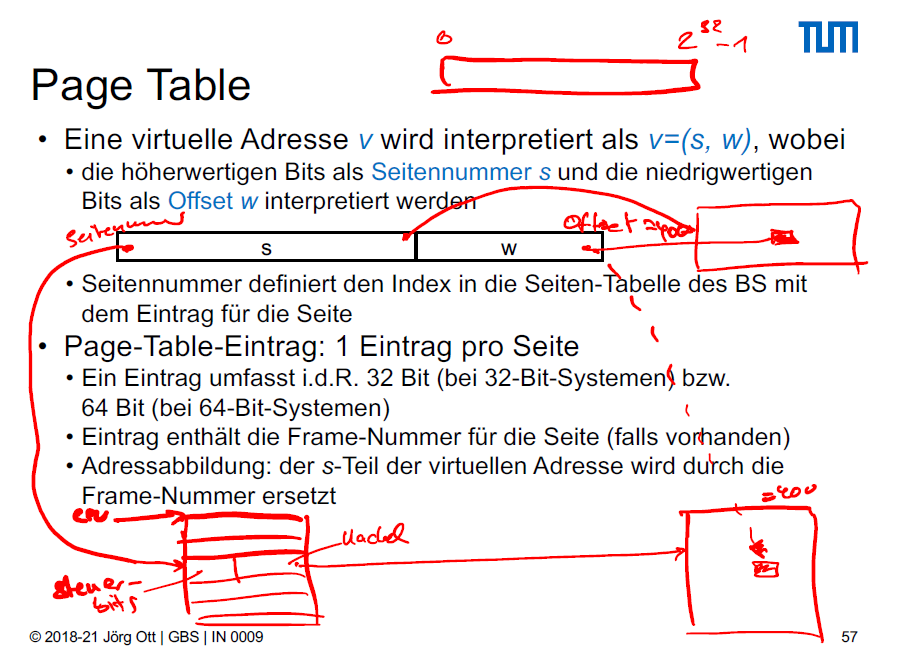 0
2^32-1
TUM
Page Table
• Eine virtuelle Adresse v wird interpretiert als v=(s, w), wobei
• die höherwertigen Bits als Seitennummer s und die niedrigwertigen
Bits als Offset w interpretiert werden
Offset = 400
s w
• Seitennummer definiert den Index in die Seiten-Tabelle des BS mit
dem Eintrag für die Seite
• Page-Table-Eintrag: 1 Eintrag pro Seite
• Ein Eintrag umfasst i.d.R. 32 Bit (bei 32-Bit-Systemen) bzw.
64 Bit (bei 64-Bit-Systemen)
• Eintrag enthält die Frame-Nummer für die Seite (falls vorhanden)
• Adressabbildung: der s-Teil der virtuellen Adresse wird durch die
Frame-Nummer ersetzt
=400
CPU
Steuer-
bits
© 2018-21 Jörg Ott | GBS | IN 0009
57